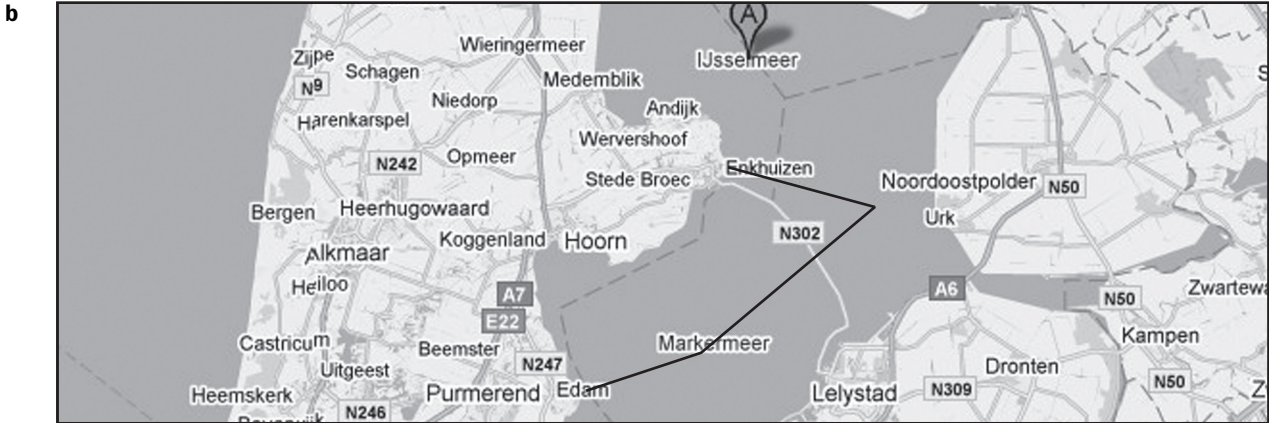 b
A
IJsselmeer
Wieringermeer
Zijpe
Schagen
Medemblik
N9
Niedorp
Andijk
Harenkarspel
Wervershoof
N242
Opmeer
Enkhuizen
Stede Broec
Noordoostpolder
N50
Bergen
Heerhugowaard
Urk
N302
Koggenland
Hoorn
Alkmaar
Heiloo
A7
A6
N50
Zwartewa
E22
Castricum
Beemster
Markermeer
Kampen
Uitgeest
N247
Dronten
Heemskerk
Purmerend
Edam
Lelystad
N309
N50
N246